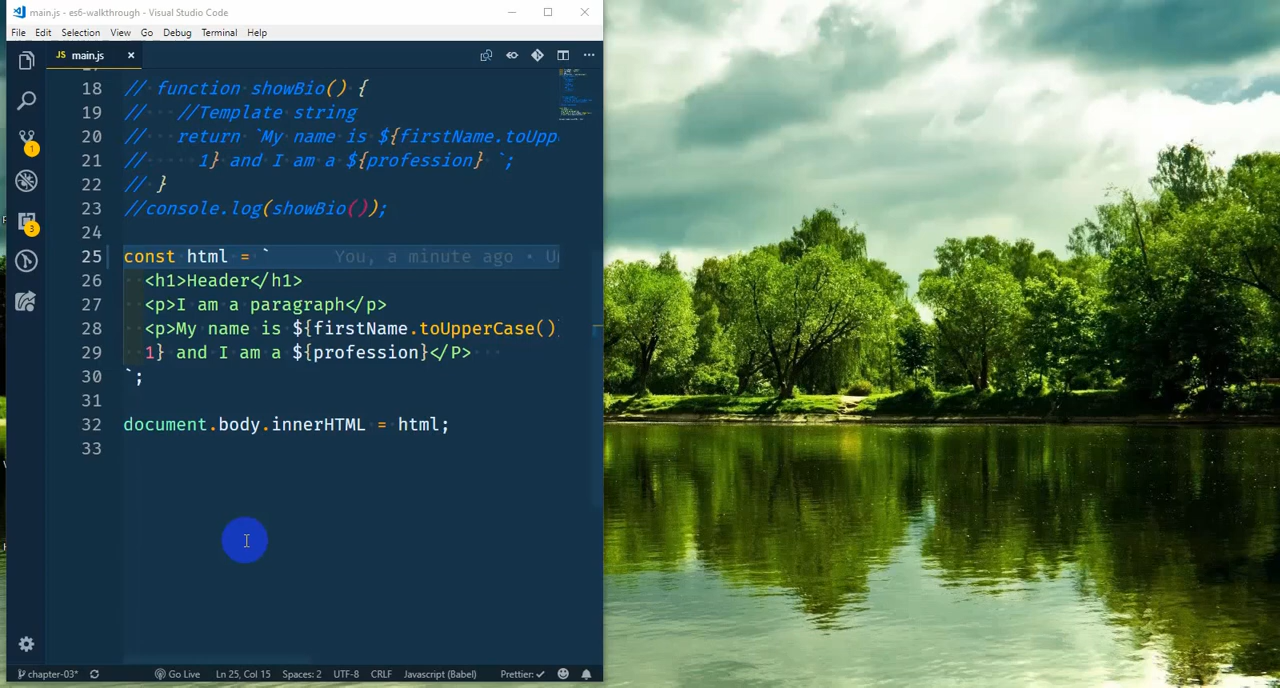 main.js - es6-walkthrough - Visual Studio Code
File Edit Selection View Go Debug Terminal Help
JS main.js
18 // function showBio() {
19 // //Template string
20 // return `My name is ${firstName.toUpp
21 // 1} and I am a ${profession} `;
22 // }
23 //console.log(showBio());
24
25 const html = ` You, a minute ago • U
26 <h1>Header</h1>
27 <p>I am a paragraph</p>
28 <p>My name is ${firstName.toUpperCase()
29 1} and I am a ${profession}</P>
30 `;
31
32 document.body.innerHTML = html;
33
1
3
chapter-03* Go Live Ln 25, Col 15 Spaces: 2 UTF-8 CRLF Javascript (Babel) Prettier: ✓